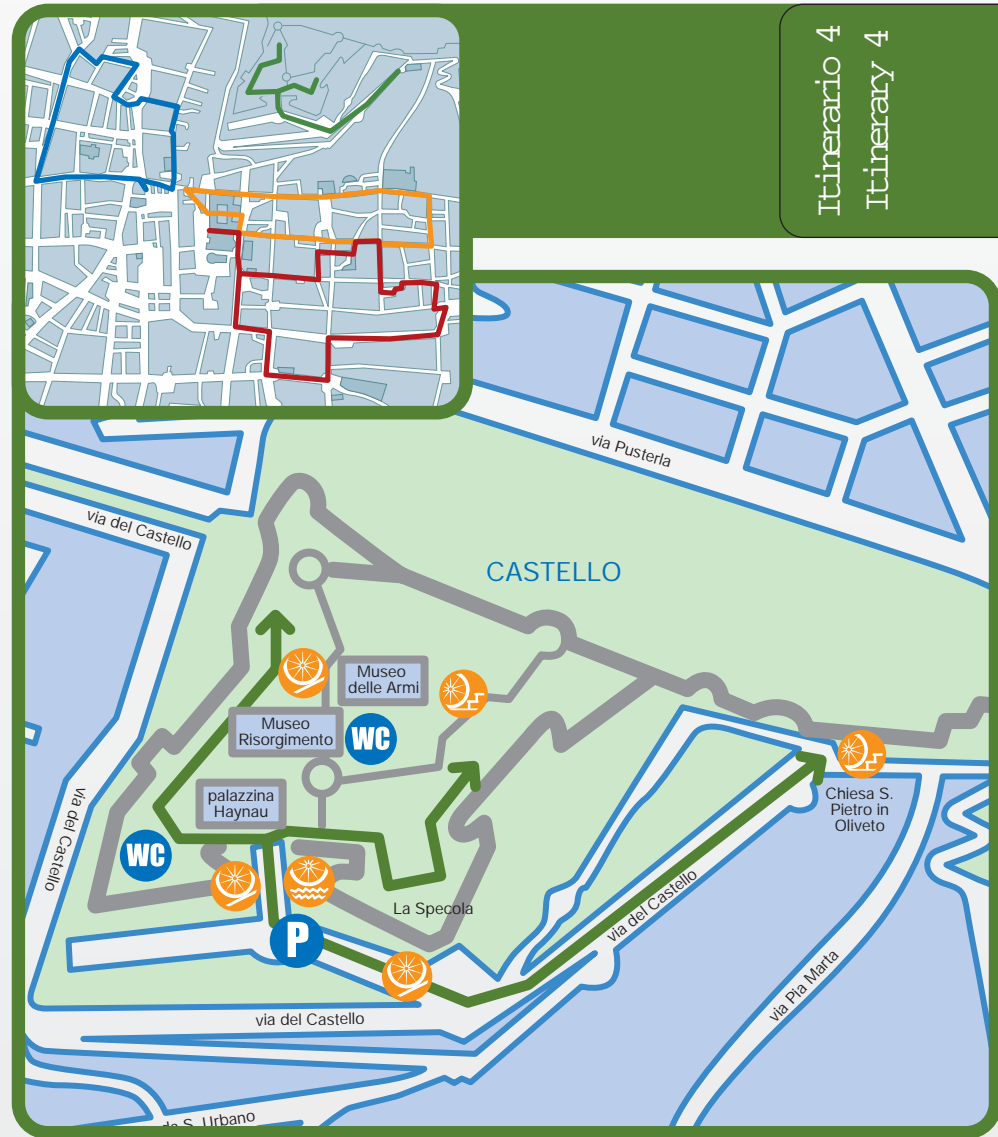 Itinerario 4
Itinerary 4
via Pusterla
via del Castello
CASTELLO
Museo
delle Armi
Museo
Risorgimento
WC
palazzina
Haynau
Chiesa S.
Pietro in
Oliveto
via del Castello
WC
La Specola
via del Castello
P
via Pia Marta
via del Castello
S. Urbano